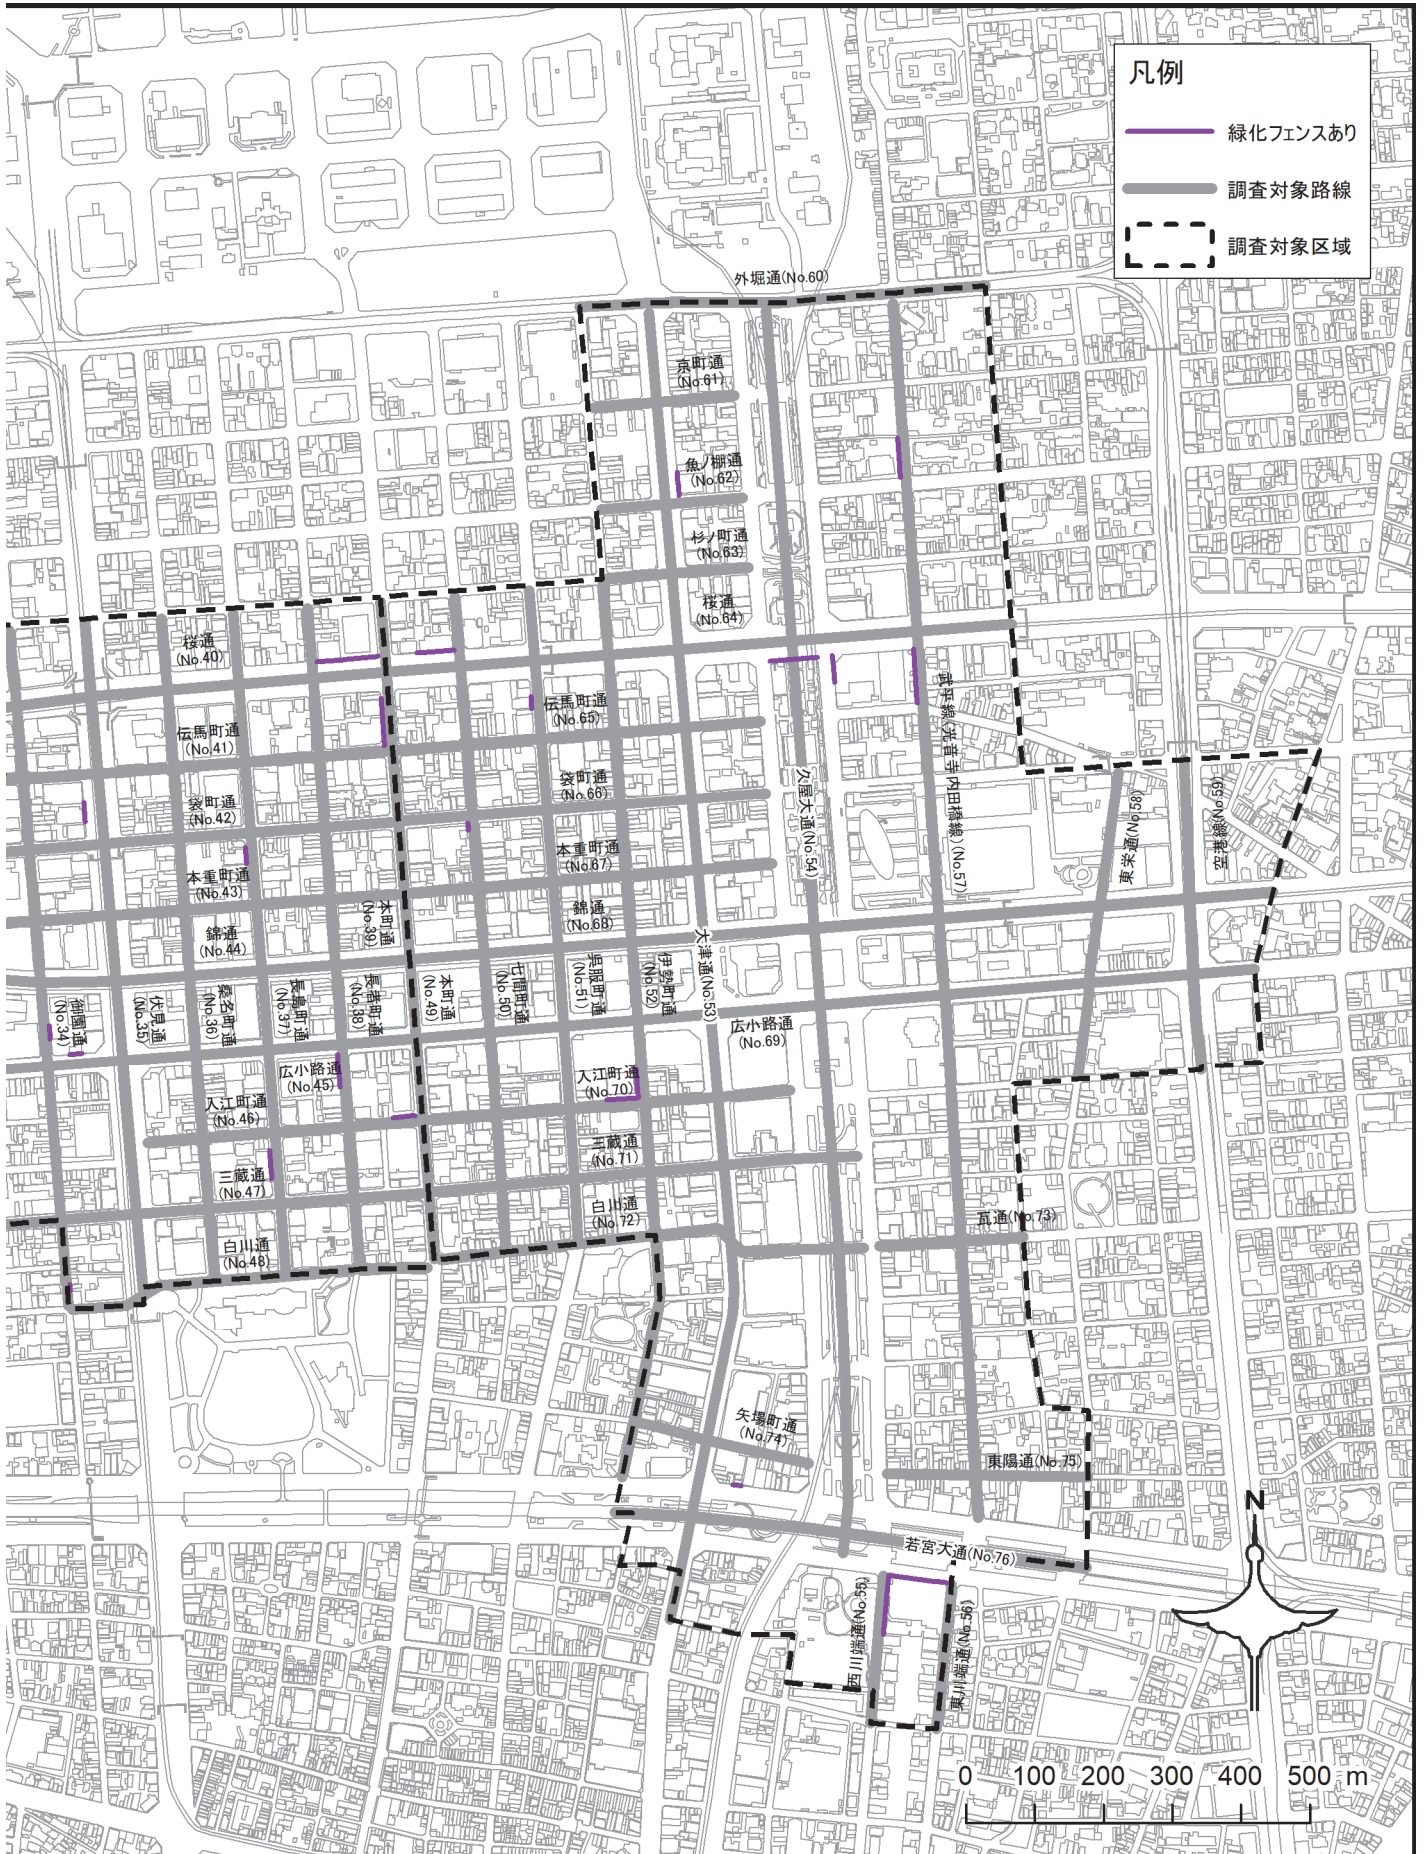 凡例
緑化フェンスあり
調査対象路線
調査対象区域
外堀通(No.60)
京町通
(No.61)
魚ノ棚通
(No.62)
杉ノ町通
(No.63)
桜通
(No.64)
桜通
(No.40)
伝馬町通
(No.65)
伝馬町通
(No.41)
武平線(光音寺内田橋線)(No.57)
袋町通
(No.66)
久屋大通(No.54)
東栄通(No.58)
空港線(No.59)
袋町通
(No.42)
本重町通
(No.67)
本重町通
(No.43)
錦通
(No.68)
本町通
(No.39)
錦通
(No.44)
大津通(No.53)
御園通
(No.34)
伏見通
(No.35)
桑名町通
(No.36)
長島町通
(No.37)
長者町通
(No.38)
本町通
(No.49)
七間町通
(No.50)
呉服町通
(No.51)
伊勢町通
(No.52)
広小路通
(No.69)
広小路通
(No.45)
入江町通
(No.70)
入江町通
(No.46)
三蔵通
(No.71)
三蔵通
(No.47)
白川通
(No.72)
瓦通(No.73)
白川通
(No.48)
矢場町通
(No.74)
東陽通(No.75)
N
若宮大通(No.76)
西川端通(No.55)
東川端通(No.56)
0 100 200 300 400 500 m